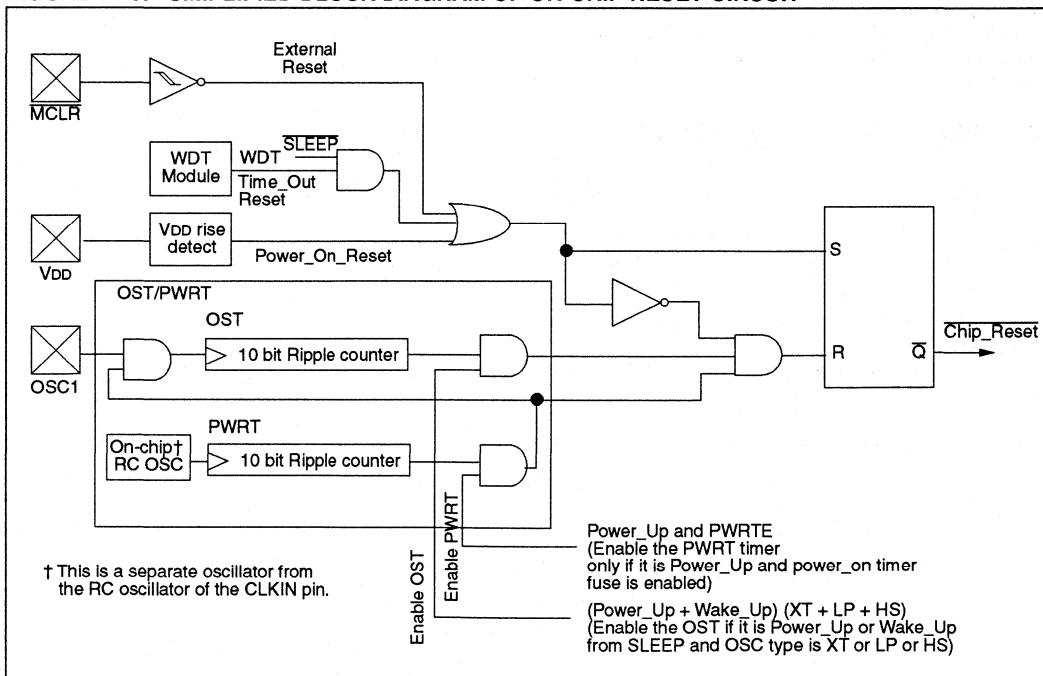 External
Reset
MCLR
SLEEP
WDT
Module
WDT
Time_Out
Reset
VDD rise
detect
Power_On_Reset
VDD
S
OST/PWRT
OST
10 bit Ripple counter
OSC1
R
Q
Chip_Reset
PWRT
On-chip†
RC OSC
10 bit Ripple counter
Enable OST
Enable PWRT
Power_Up and PWRTE
(Enable the PWRT timer
only if it is Power_Up and power_on timer
fuse is enabled)
† This is a separate oscillator from
the RC oscillator of the CLKIN pin.
(Power_Up + Wake_Up) (XT + LP + HS)
(Enable the OST if it is Power_Up or Wake_Up
from SLEEP and OSC type is XT or LP or HS)